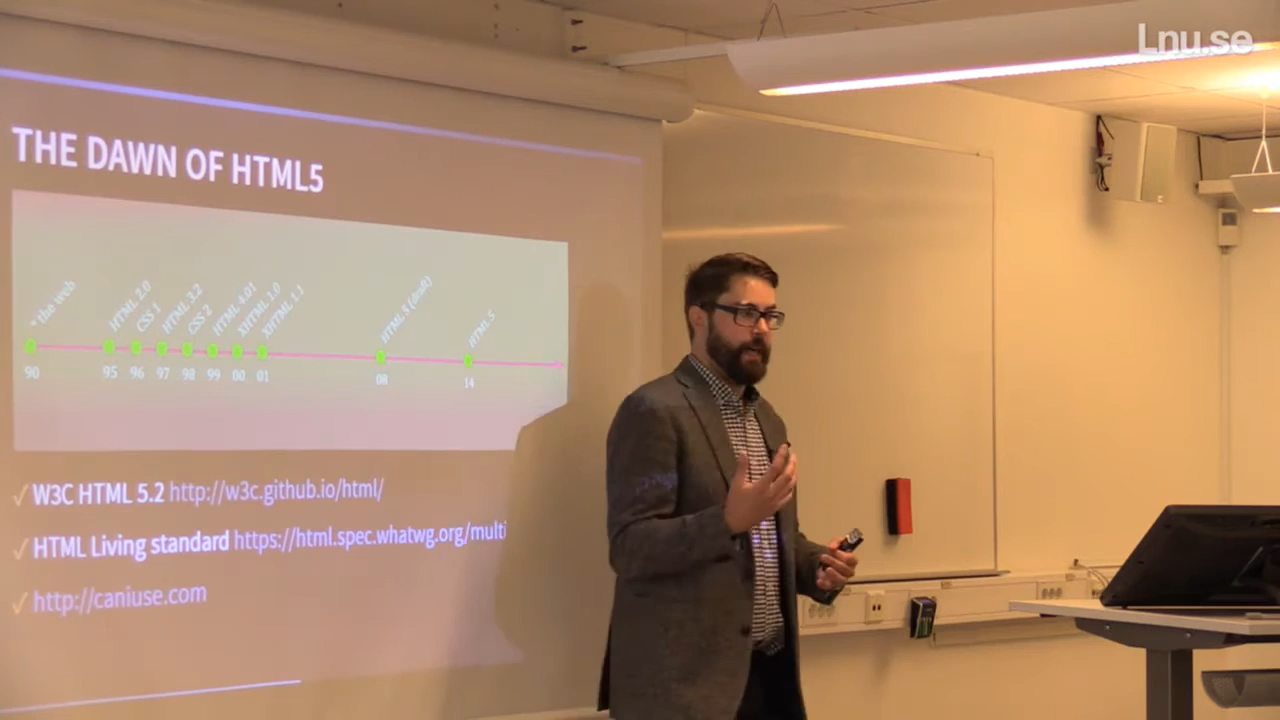 Lnu.se
THE DAWN OF HTML5
* the web
HTML 2.0
CSS 1
HTML 3.2
CSS 2
HTML 4.01
XHTML 1.0
XHTML 1.1
HTML 5 (draft)
HTML 5
90 95 96 97 98 99 00 01 08 14
✓ W3C HTML 5.2 http://w3c.github.io/html/
✓ HTML Living standard https://html.spec.whatwg.org/multi
✓ http://caniuse.com